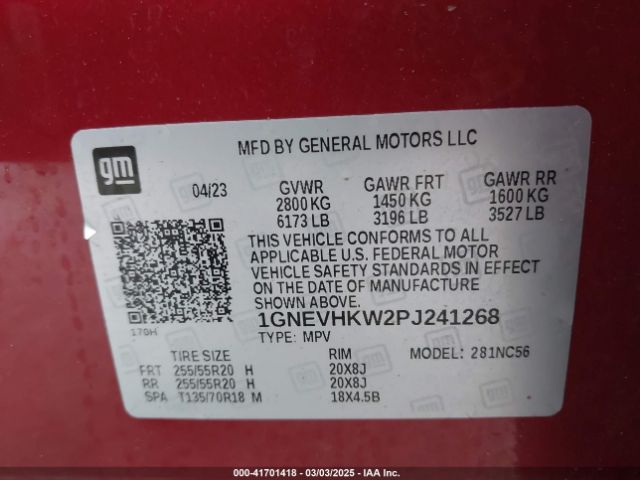 gm
MFD BY GENERAL MOTORS LLC
04/23 GVWR GAWR FRT GAWR RR
2800 KG 1450 KG 1600 KG
6173 LB 3196 LB 3527 LB
THIS VEHICLE CONFORMS TO ALL
APPLICABLE U.S. FEDERAL MOTOR
VEHICLE SAFETY STANDARDS IN EFFECT
ON THE DATE OF MANUFACTURE
SHOWN ABOVE.
1GNEVHKW2PJ241268
170H
TYPE: MPV MODEL: 281NC56
TIRE SIZE RIM
FRT 255/55R20 H 20X8J
RR 255/55R20 H 20X8J
SPA T135/70R18 M 18X4.5B
000-41701418 - 03/03/2025 - IAA Inc.